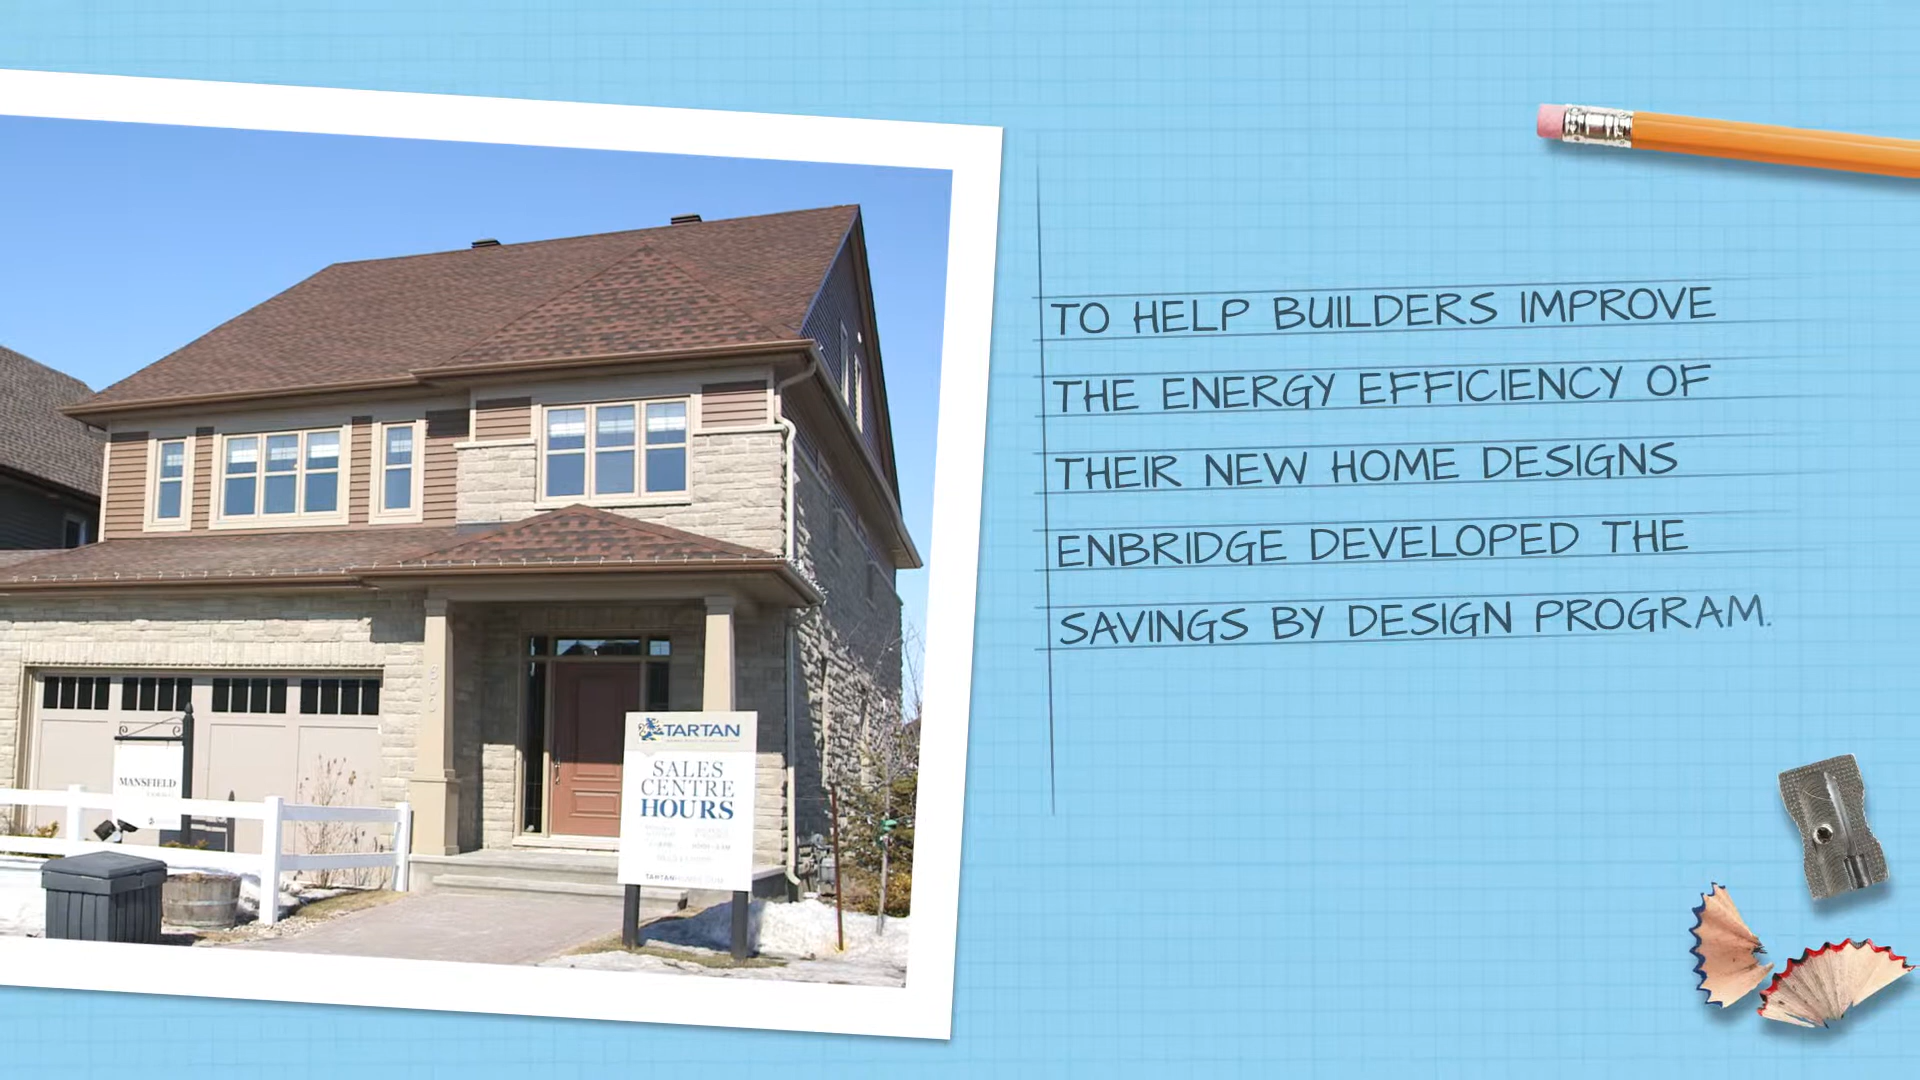 TO HELP BUILDERS IMPROVE
THE ENERGY EFFICIENCY OF
THEIR NEW HOME DESIGNS
ENBRIDGE DEVELOPED THE
SAVINGS BY DESIGN PROGRAM.
MANSFIELD
TARTAN
SALES
CENTRE
HOURS